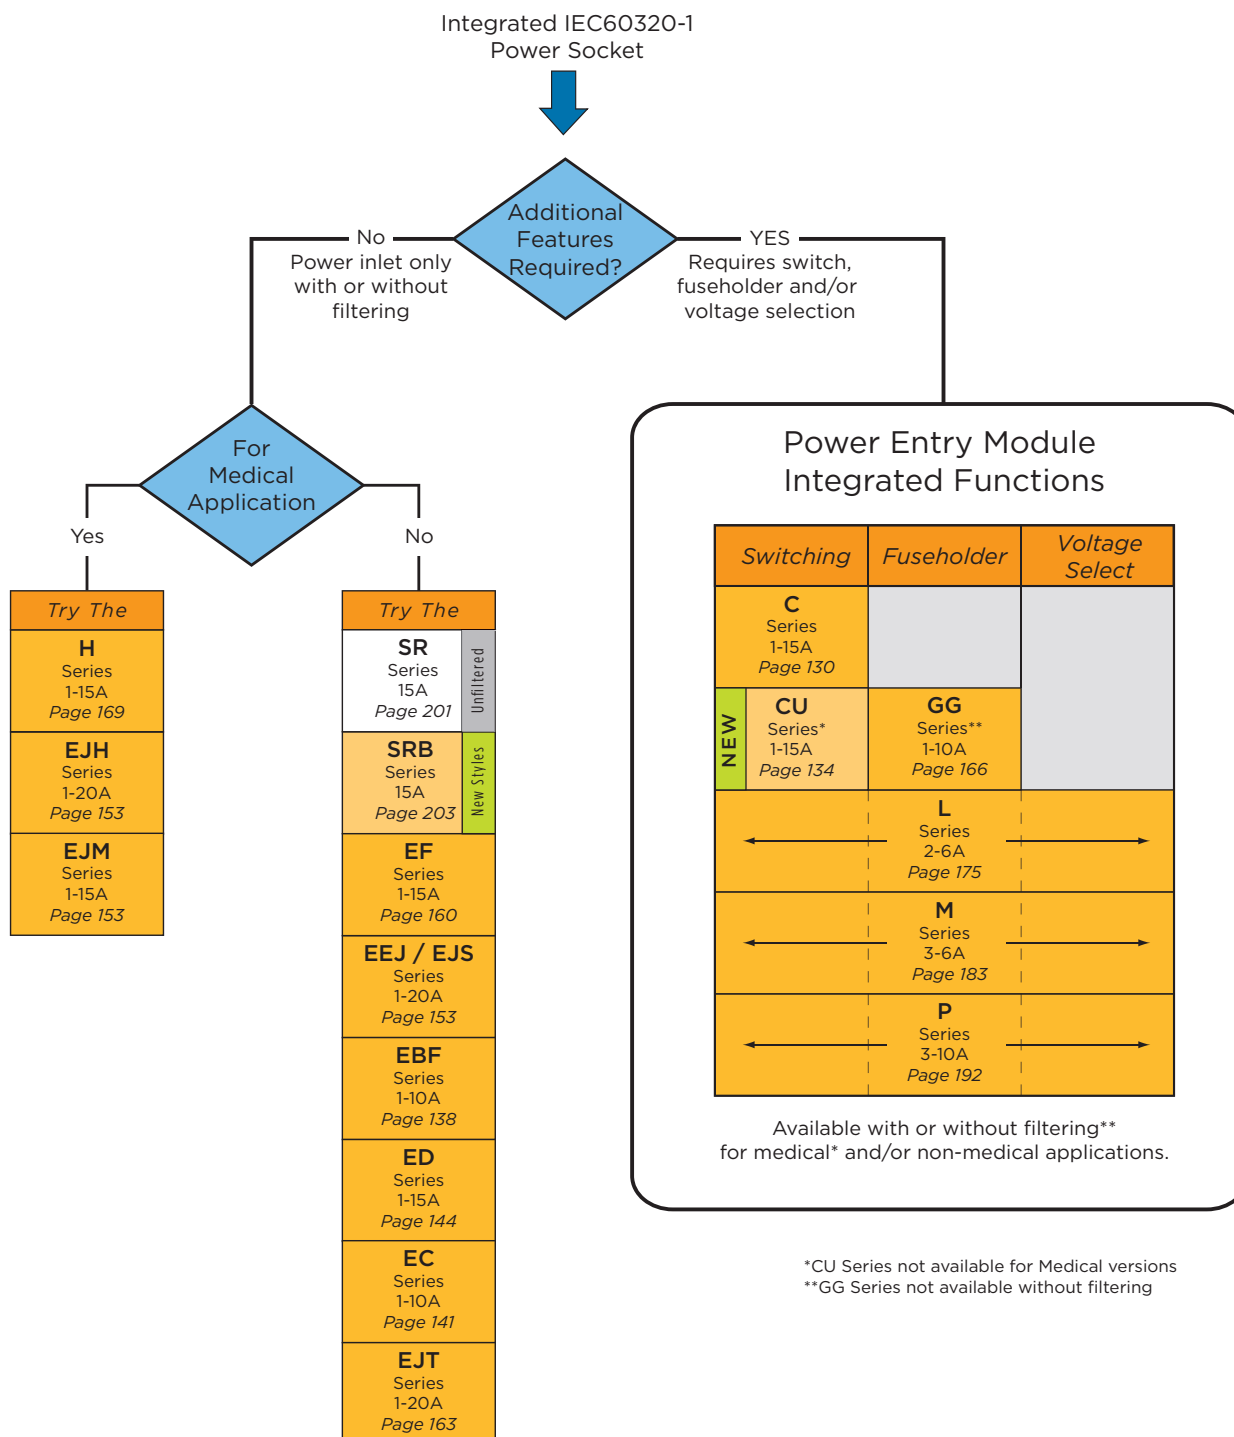 Integrated IEC60320-1
Power Socket
Additional
Features
Required?
No
Power inlet only
with or without
filtering
YES
Requires switch,
fuseholder and/or
voltage selection
For
Medical
Application
Yes
No
Try The
H
Series
1-15A
Page 169
EJH
Series
1-20A
Page 153
EJM
Series
1-15A
Page 153
Try The
SR
Series
15A
Page 201
Unfiltered
SRB
Series
15A
Page 203
New Styles
EF
Series
1-15A
Page 160
EEJ / EJS
Series
1-20A
Page 153
EBF
Series
1-10A
Page 138
ED
Series
1-15A
Page 144
EC
Series
1-10A
Page 141
EJT
Series
1-20A
Page 163
Power Entry Module
Integrated Functions
Switching
Fuseholder
Voltage
Select
C
Series
1-15A
Page 130
NEW
CU
Series*
1-15A
Page 134
GG
Series**
1-10A
Page 166
L
Series
2-6A
Page 175
M
Series
3-6A
Page 183
P
Series
3-10A
Page 192
Available with or without filtering**
for medical* and/or non-medical applications.
*CU Series not available for Medical versions
**GG Series not available without filtering